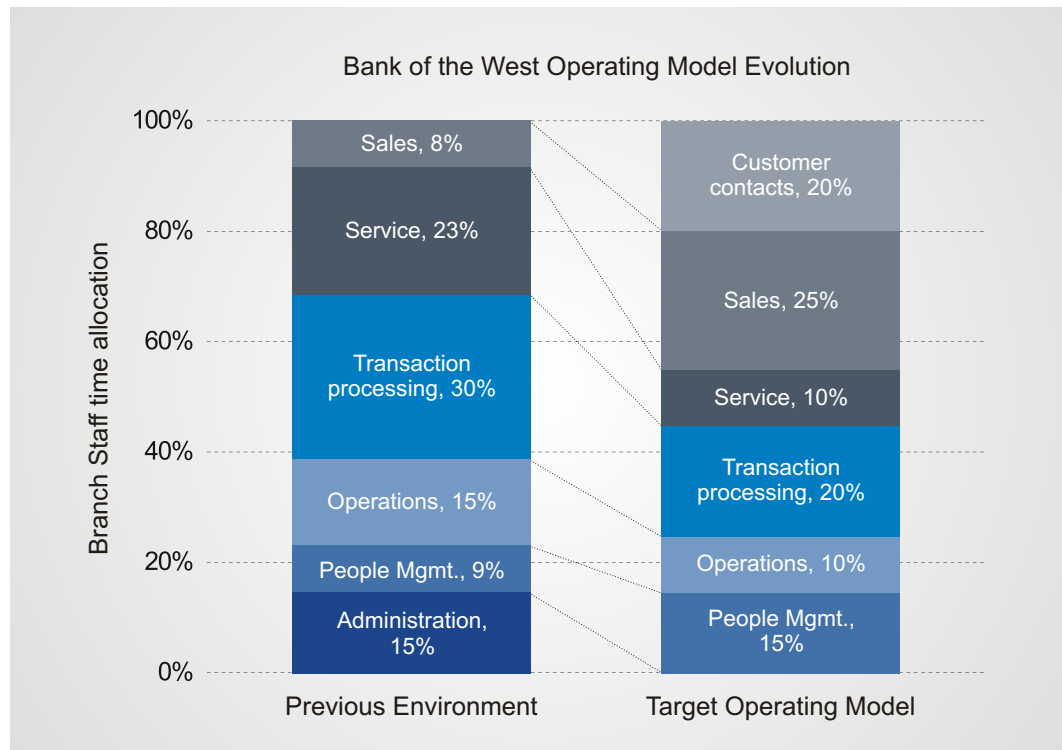 Bank of the West Operating Model Evolution
Branch Staff time allocation
100%
80%
60%
40%
20%
0%
Sales, 8%
Service, 23%
Transaction
processing, 30%
Operations, 15%
People Mgmt., 9%
Administration,
15%
Customer
contacts, 20%
Sales, 25%
Service, 10%
Transaction
processing, 20%
Operations, 10%
People Mgmt.,
15%
Previous Environment
Target Operating Model